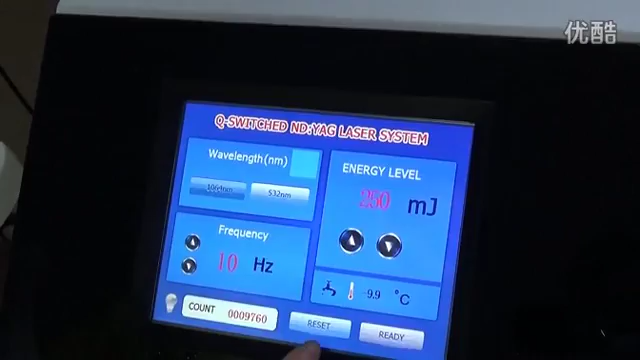 优酷
Q-SWITCHED ND:YAG LASER SYSTEM
Wavelength(nm)
1064nm
532nm
ENERGY LEVEL
250 mJ
Frequency
10 Hz
-9.9 °C
COUNT 0009760
RESET
READY